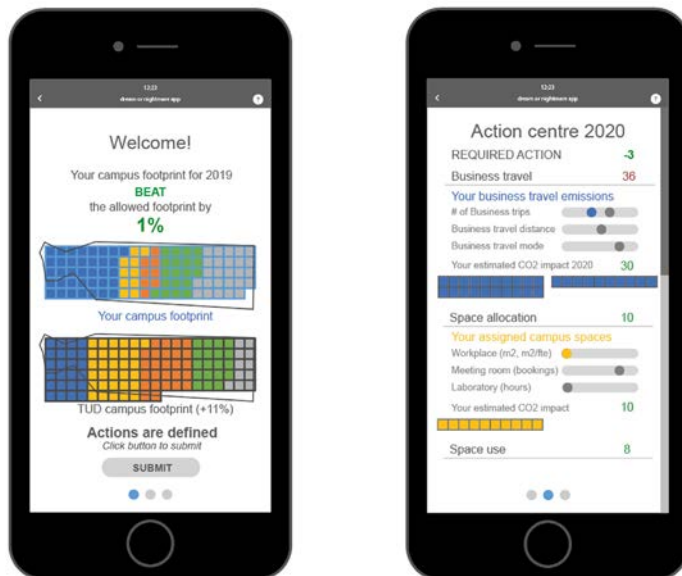 12:23
dream or nightmare app
Welcome!
Your campus footprint for 2019
BEAT
the allowed footprint by
1%
Your campus footprint
TUD campus footprint (+11%)
Actions are defined
Click button to submit
SUBMIT
12:23
dream or nightmare app
Action centre 2020
REQUIRED ACTION -3
Business travel 36
Your business travel emissions
# of Business trips
Business travel distance
Business travel mode
Your estimated CO2 impact 2020 30
Space allocation 10
Your assigned campus spaces
Workplace (m2, m2/fte)
Meeting room (bookings)
Laboratory (hours)
Your estimated CO2 impact 10
Space use 8